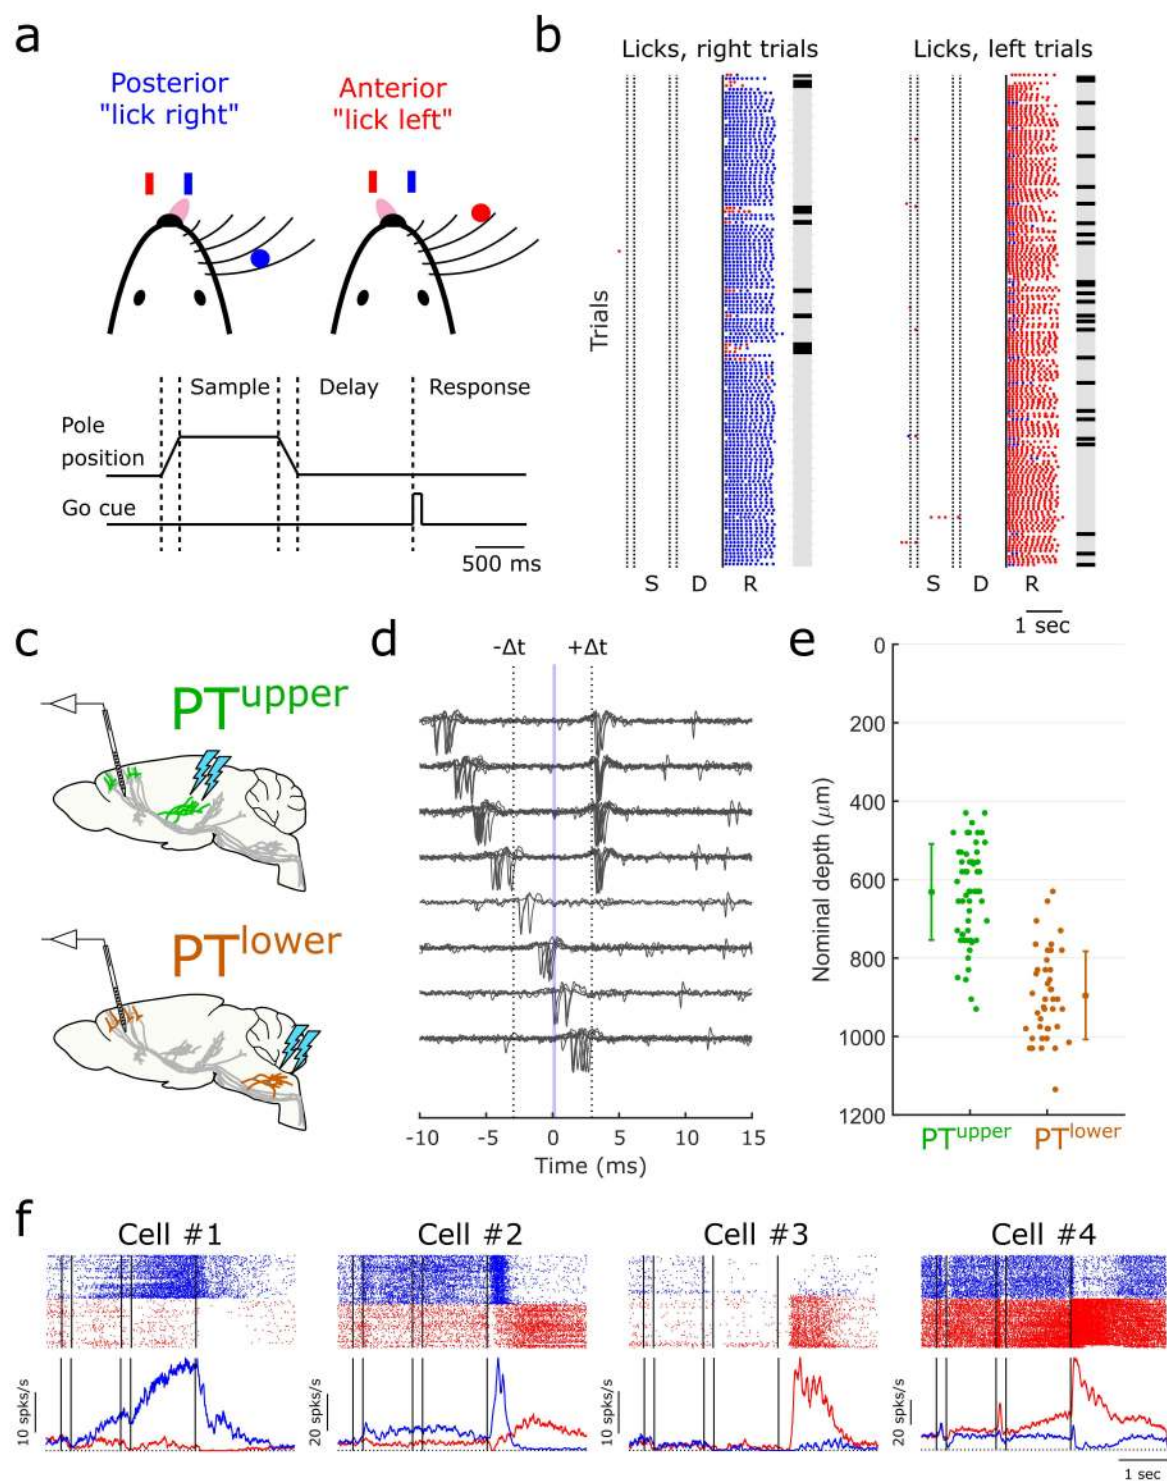 a
Posterior
"lick right"
Anterior
"lick left"
Sample
Delay
Response
Pole
position
Go cue
500 ms
b
Licks, right trials
Licks, left trials
Trials
S D R
S D R
1 sec
c
PTupper
PTlower
d
-Δt
+Δt
-10 -5 0 5 10 15
Time (ms)
e
0
200
400
600
800
1000
1200
Nominal depth (μm)
PTupper
PTlower
f
Cell #1
Cell #2
Cell #3
Cell #4
10 spks/s
20 spks/s
10 spks/s
20 spks/s
1 sec